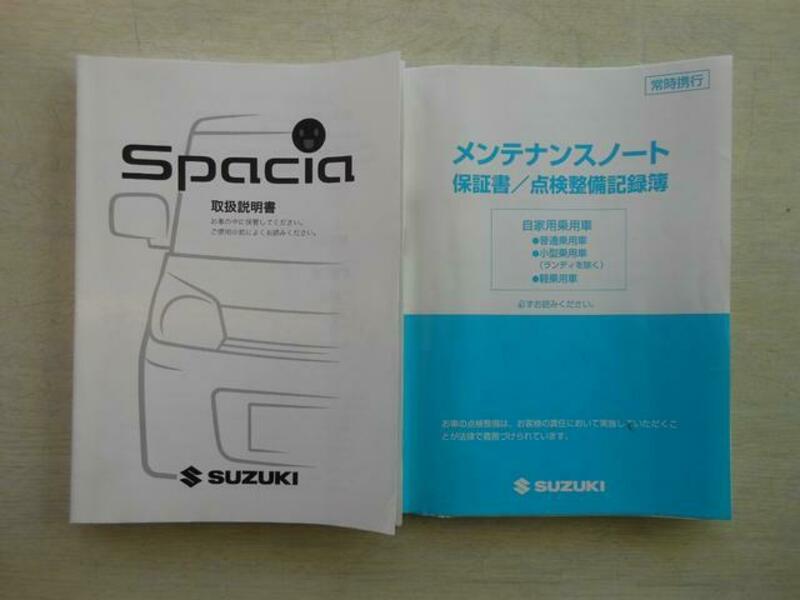 Spacia
取扱説明書
お車の中に保管してください。
ご使用の前によくお読みください。
SUZUKI
常時携行
メンテナンスノート
保証書／点検整備記録簿
自家用乗用車
●普通乗用車
●小型乗用車
（ランディを除く）
●軽乗用車
必ずお読みください。
お車の点検整備は、お客様の責任において実施していただくこ
とが法律で義務づけられています。
SUZUKI